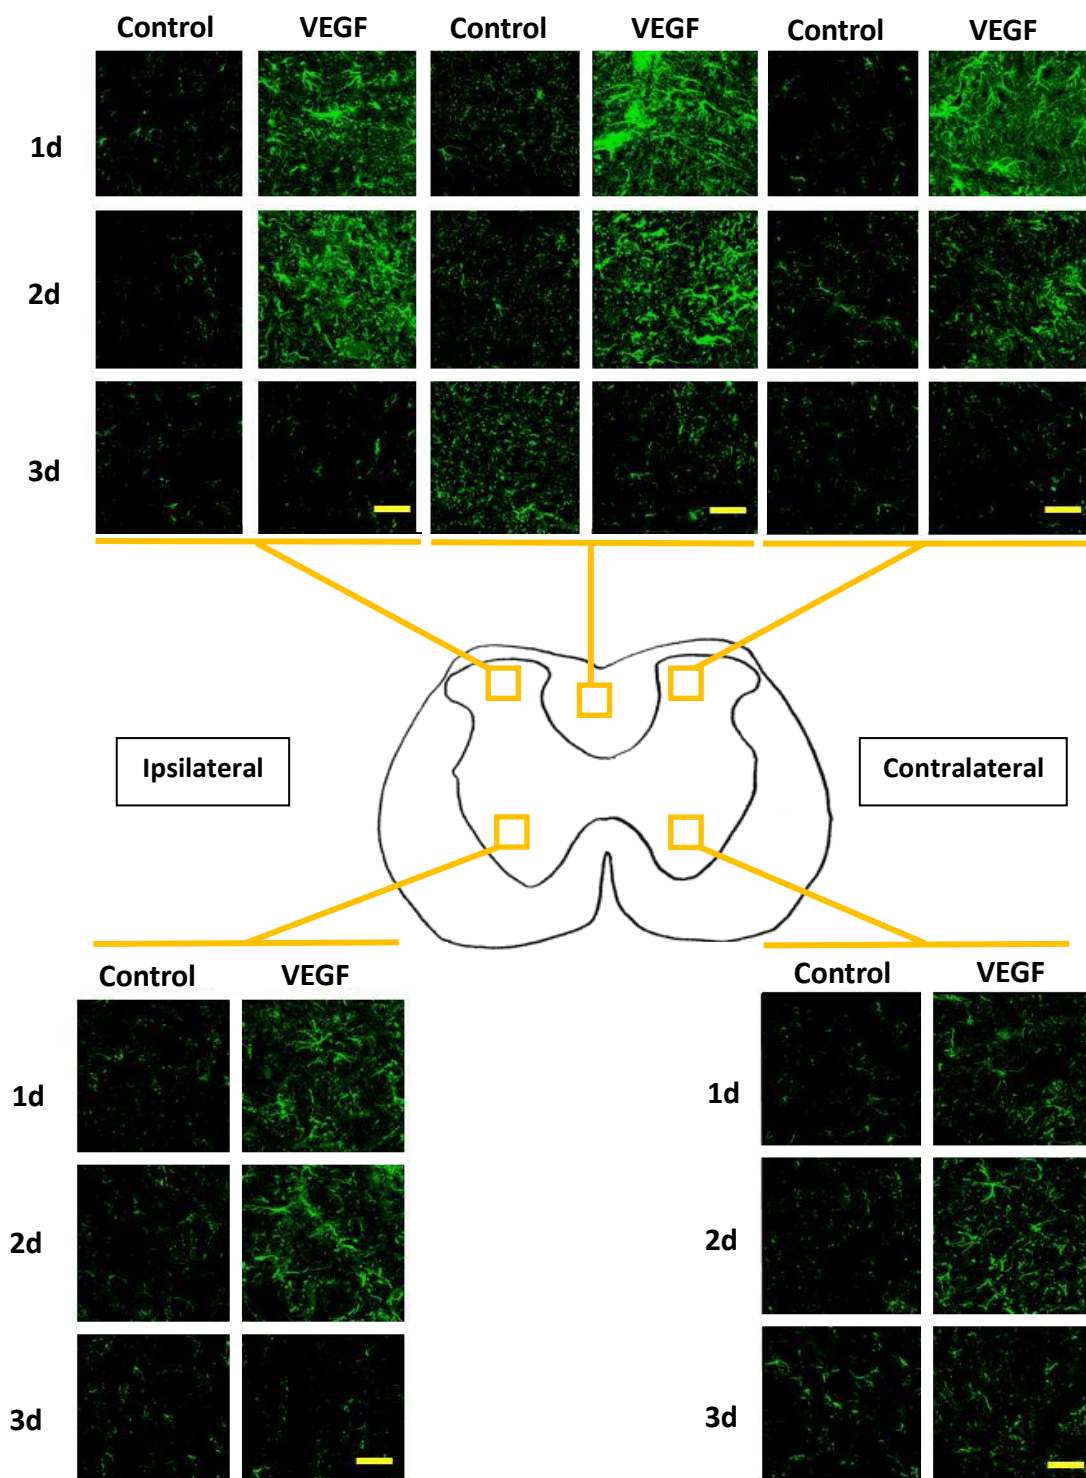 Control VEGF Control VEGF Control VEGF
1d
2d
3d
Ipsilateral
Contralateral
Control VEGF
1d
2d
3d
Control VEGF
1d
2d
3d